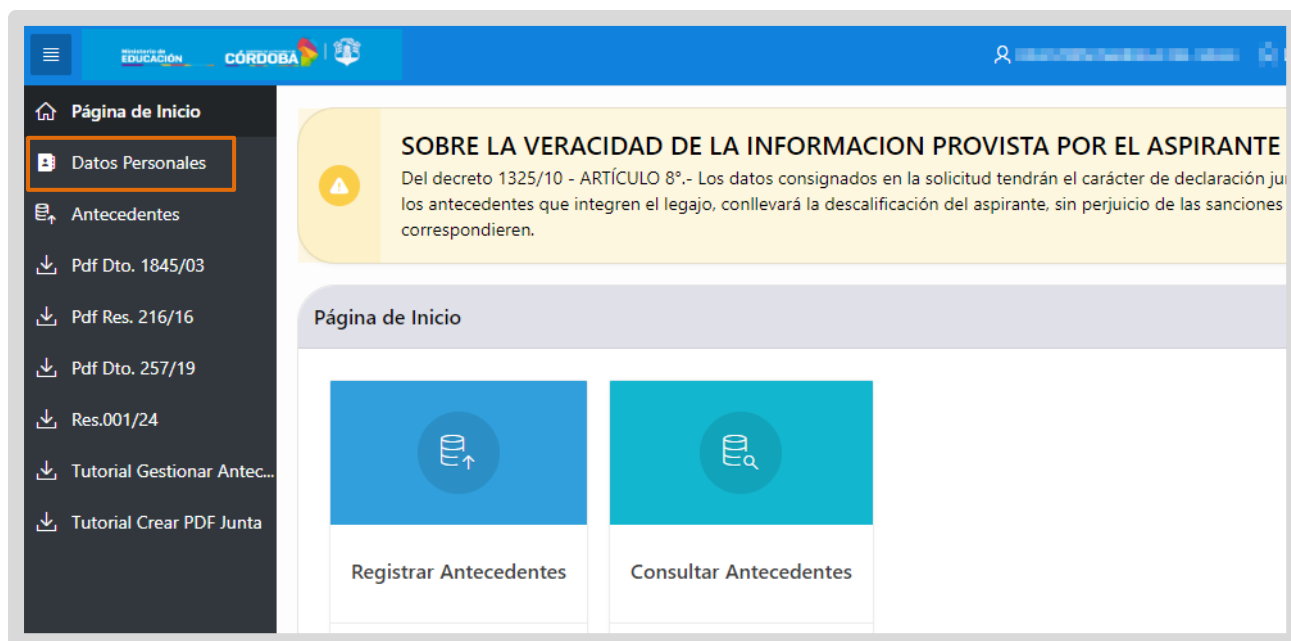 Ministerio de
EDUCACIÓN
CÓRDOBA
Página de Inicio
Datos Personales
Antecedentes
Pdf Dto. 1845/03
Pdf Res. 216/16
Pdf Dto. 257/19
Res.001/24
Tutorial Gestionar Antec...
Tutorial Crear PDF Junta
SOBRE LA VERACIDAD DE LA INFORMACION PROVISTA POR EL ASPIRANTE
Del decreto 1325/10 - ARTÍCULO 8°.- Los datos consignados en la solicitud tendrán el carácter de declaración
los antecedentes que integren el legajo, conllevará la descalificación del aspirante, sin perjuicio de las sanciones
correspondieren.
Página de Inicio
Registrar Antecedentes
Consultar Antecedentes